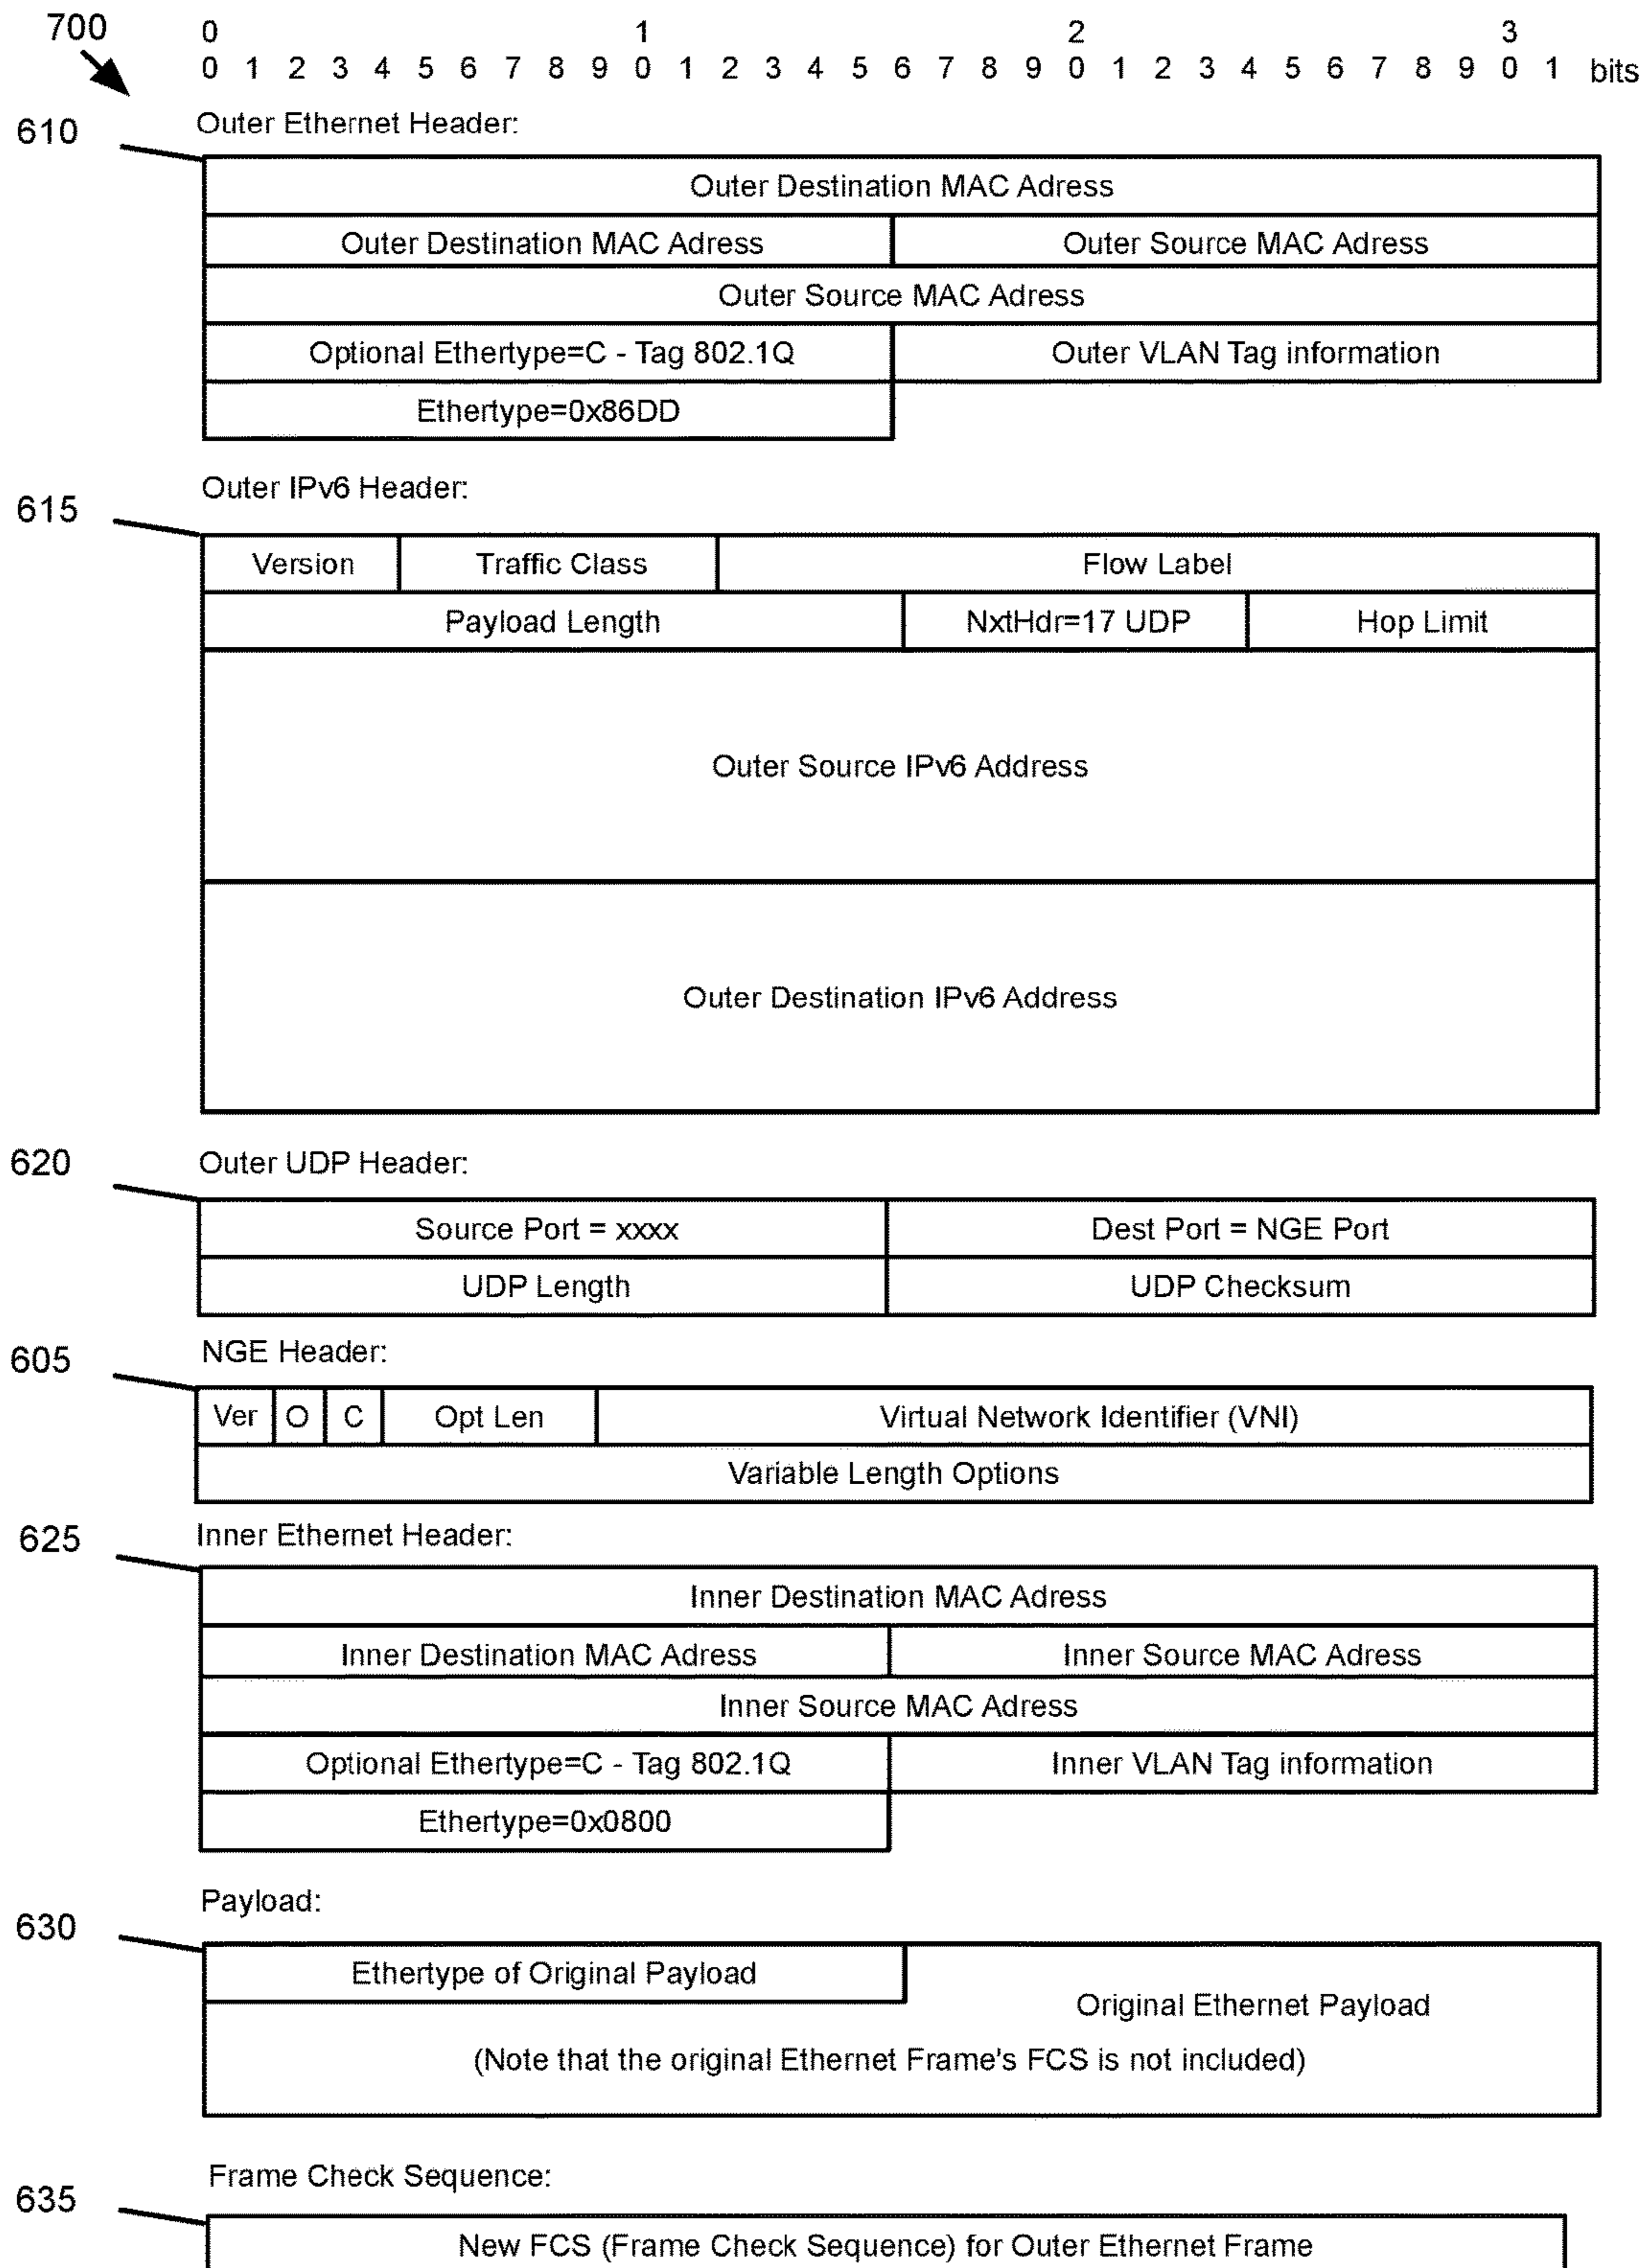 700
0 1 2 3
0 1 2 3 4 5 6 7 8 9 0 1 2 3 4 5 6 7 8 9 0 1 2 3 4 5 6 7 8 9 0 1 bits
610
Outer Ethernet Header:
Outer Destination MAC Adress
Outer Destination MAC Adress Outer Source MAC Adress
Outer Source MAC Adress
Optional Ethertype=C - Tag 802.1Q Outer VLAN Tag information
Ethertype=0x86DD
615
Outer IPv6 Header:
Version Traffic Class Flow Label
Payload Length NxtHdr=17 UDP Hop Limit
Outer Source IPv6 Address
Outer Destination IPv6 Address
620
Outer UDP Header:
Source Port = xxxx Dest Port = NGE Port
UDP Length UDP Checksum
605
NGE Header:
Ver O C Opt Len Virtual Network Identifier (VNI)
Variable Length Options
625
Inner Ethernet Header:
Inner Destination MAC Adress
Inner Destination MAC Adress Inner Source MAC Adress
Inner Source MAC Adress
Optional Ethertype=C - Tag 802.1Q Inner VLAN Tag information
Ethertype=0x0800
630
Payload:
Ethertype of Original Payload
Original Ethernet Payload
(Note that the original Ethernet Frame's FCS is not included)
635
Frame Check Sequence:
New FCS (Frame Check Sequence) for Outer Ethernet Frame